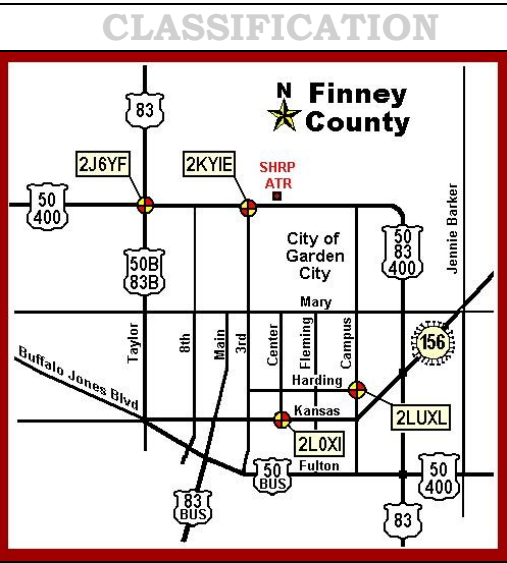 CLASSIFICATION
N Finney
County
83
2J6YF
2KYIE
SHRP
ATR
50
400
50B
83B
City of
Garden
City
50
83
400
Jennie Barker
Mary
Taylor
8th
Main
3rd
Center
Fleming
Campus
156
Buffalo Jones Blvd
Harding
Kansas
2LUXL
2L0XI
Fulton
50
BUS
83
BUS
50
400
83